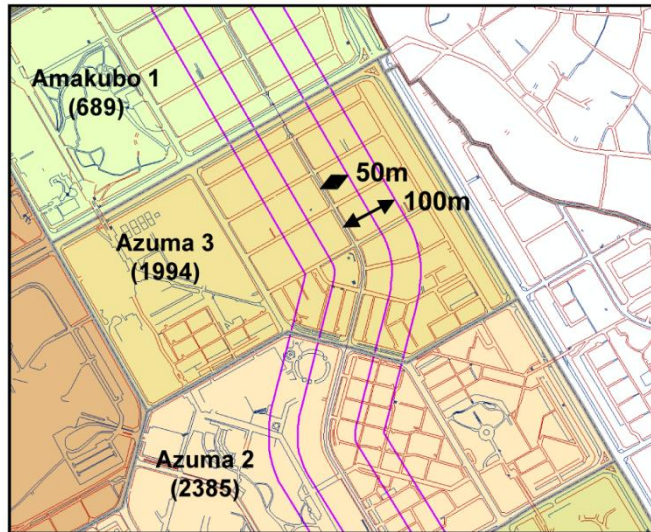 Amakubo 1
(689)
50m
100m
Azuma 3
(1994)
Azuma 2
(2385)